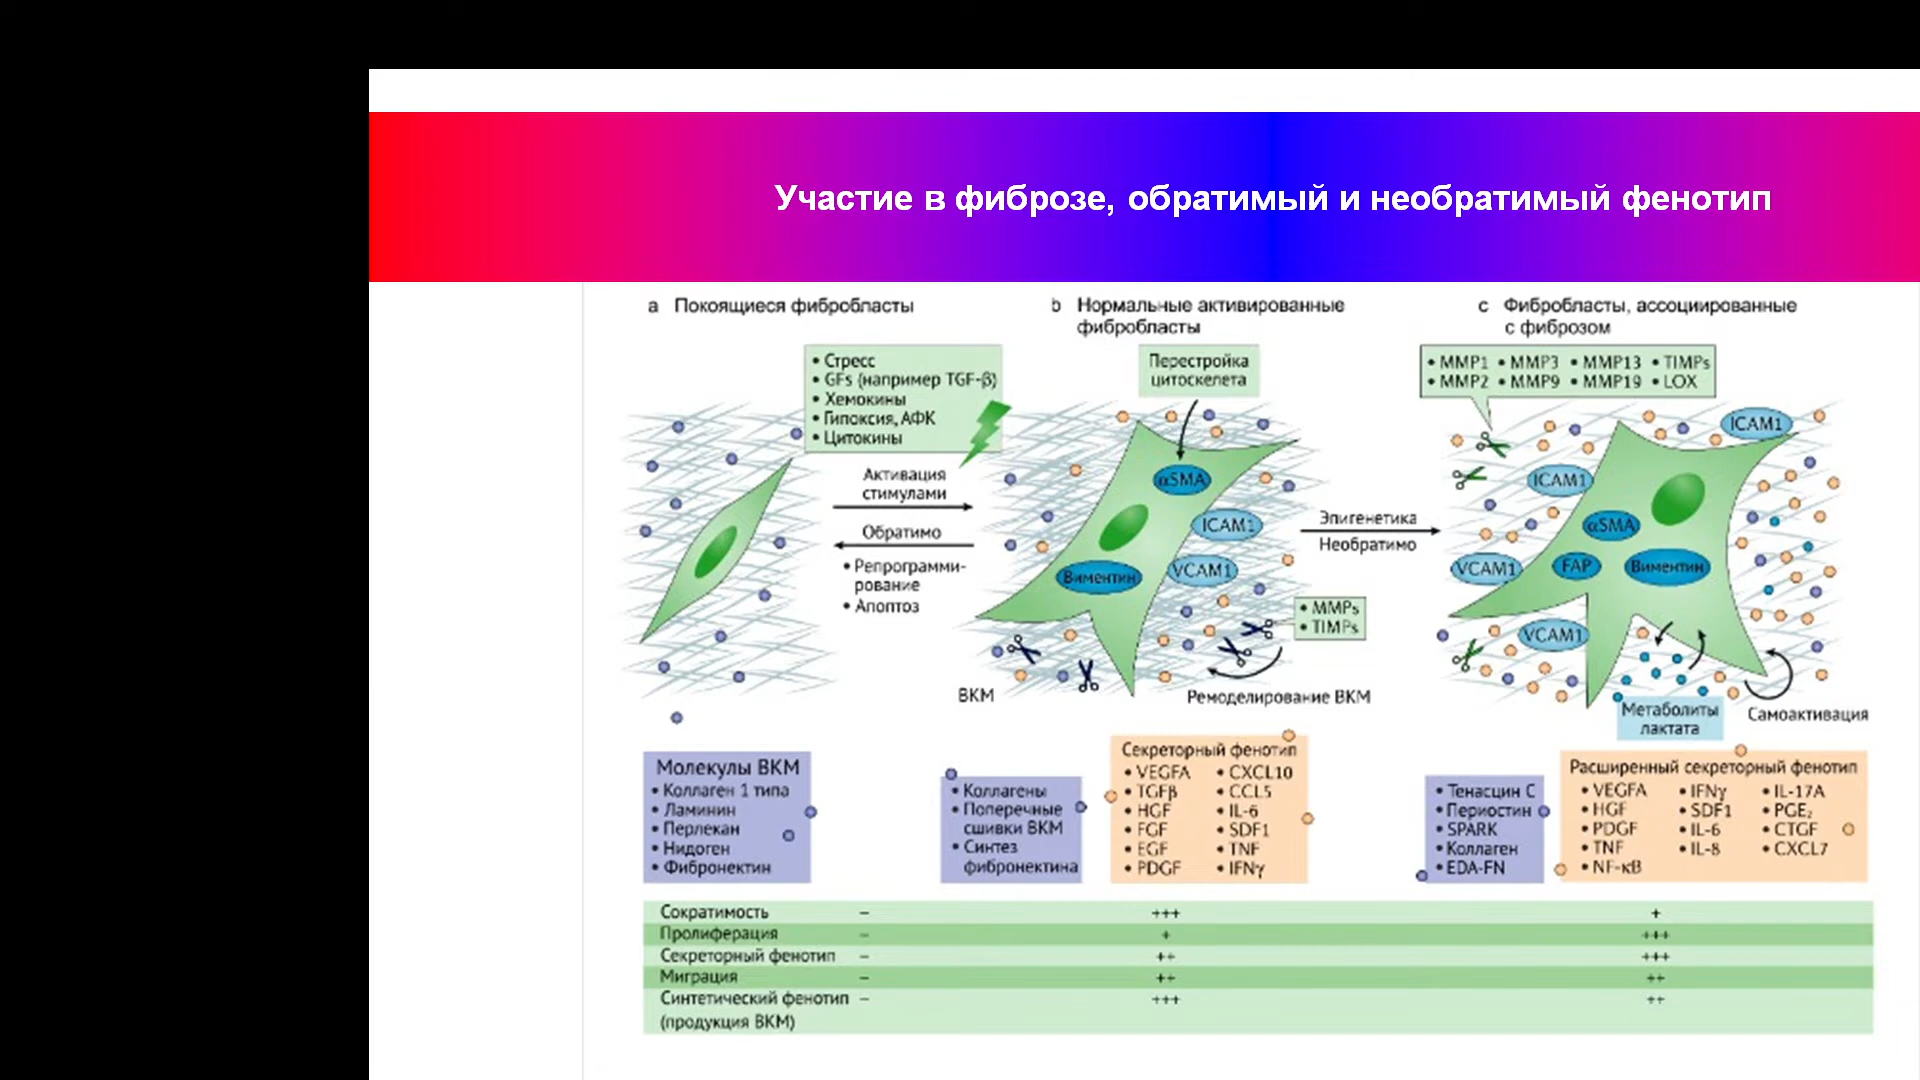 Участие в фиброзе, обратимый и необратимый фенотип
a Покоящиеся фибробласты
• Стресс
• GFs (например TGF-β)
• Хемокины
• Гипоксия, АФК
• Цитокины
Активация
стимулами
Обратимо
• Репрограмми-
рование
• Апоптоз
b Нормальные активированные
фибробласты
Перестройка
цитоскелета
αSMA
ICAM1
VCAM1
Виментин
• MMPs
• TIMPs
ВКМ
Ремоделирование ВКМ
Эпигенетика
Необратимо
c Фибробласты, ассоциированные
с фиброзом
• MMP1 • MMP3 • MMP13 • TIMPs
• MMP2 • MMP9 • MMP19 • LOX
ICAM1
ICAM1
αSMA
VCAM1
FAP
Виментин
VCAM1
Метаболиты
лактата
Самоактивация
Молекулы ВКМ
• Коллаген 1 типа
• Ламинин
• Перлекан
• Нидоген
• Фибронектин
• Коллагены
• Поперечные
сшивки ВКМ
• Синтез
фибронектина
Секреторный фенотип
• VEGFA • CXCL10
• TGFβ • CCL5
• HGF • IL-6
• FGF • SDF1
• EGF • TNF
• PDGF • IFNγ
• Тенасцин С
• Периостин
• SPARK
• Коллаген
• EDA-FN
Расширенный секреторный фенотип
• VEGFA • IFNγ • IL-17A
• HGF • SDF1 • PGE₂
• PDGF • IL-6 • CTGF
• TNF • IL-8 • CXCL7
• NF-κB
Сократимость – +++ +
Пролиферация – + +++
Секреторный фенотип – ++ +++
Миграция – ++ ++
Синтетический фенотип – +++ ++
(продукция ВКМ)